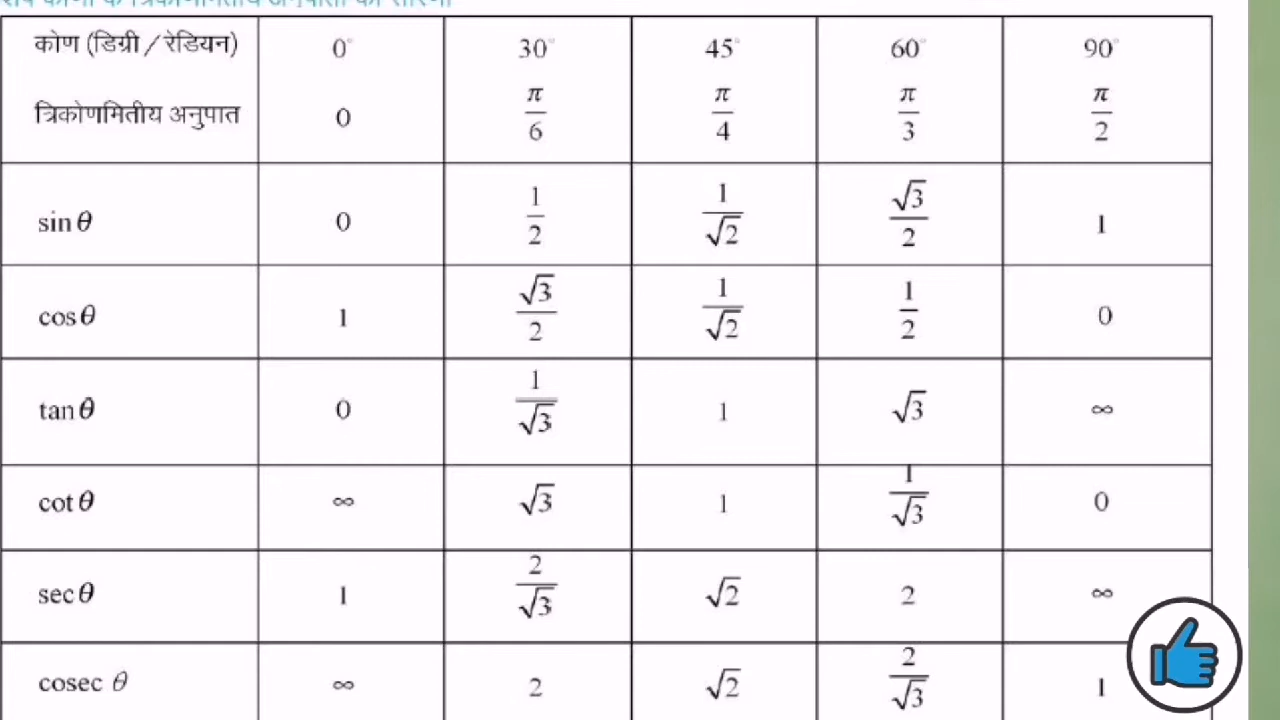 कोण (डिग्री / रेडियन) 0° 30° 45° 60° 90°
त्रिकोणमितीय अनुपात 0 π/6 π/4 π/3 π/2
sin θ 0 1/2 1/√2 √3/2 1
cos θ 1 √3/2 1/√2 1/2 0
tan θ 0 1/√3 1 √3 ∞
cot θ ∞ √3 1 1/√3 0
sec θ 1 2/√3 √2 2 ∞
cosec θ ∞ 2 √2 2/√3 1